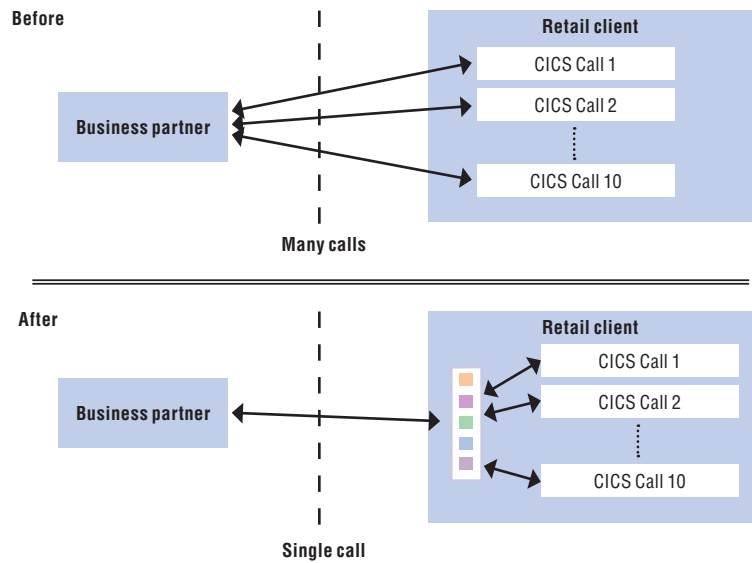 Before
Retail client
CICS Call 1
Business partner
CICS Call 2
CICS Call 10
Many calls
After
Retail client
CICS Call 1
Business partner
CICS Call 2
CICS Call 10
Single call